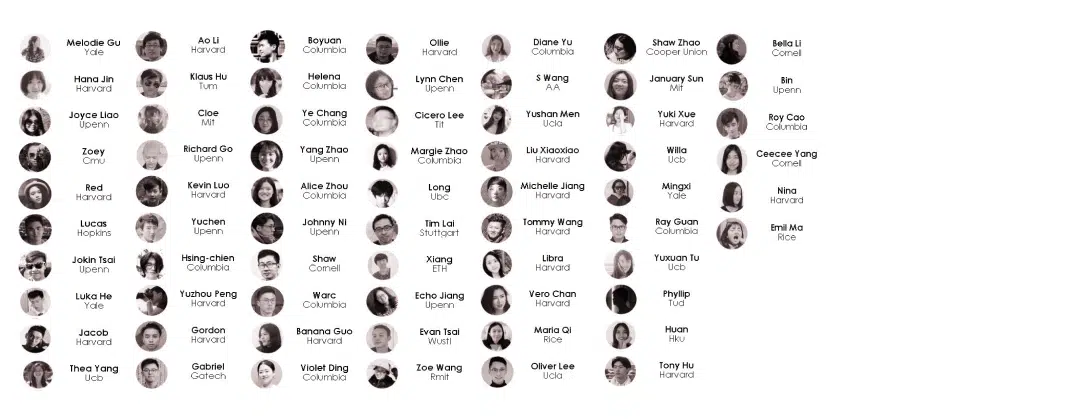 Melodie Gu
Yale
Hana Jin
Harvard
Joyce Liao
Upenn
Zoey
Cmu
Red
Harvard
Lucas
Hopkins
Jokin Tsai
Upenn
Luka He
Yale
Jacob
Harvard
Thea Yang
Ucb
Ao Li
Harvard
Klaus Hu
Tum
Cloe
Mit
Richard Go
Upenn
Kevin Luo
Harvard
Yuchen
Upenn
Hsing-chien
Columbia
Yuzhou Peng
Harvard
Gordon
Harvard
Gabriel
Gatech
Boyuan
Columbia
Helena
Columbia
Ye Chang
Columbia
Yang Zhao
Upenn
Alice Zhou
Columbia
Johnny Ni
Upenn
Shaw
Cornell
Warc
Columbia
Banana Guo
Harvard
Violet Ding
Columbia
Ollie
Harvard
Lynn Chen
Upenn
Cicero Lee
Tit
Margie Zhao
Columbia
Long
Ubc
Tim Lai
Stuttgart
Xiang
ETH
Echo Jiang
Upenn
Evan Tsai
Wustl
Zoe Wang
Rmit
Diane Yu
Columbia
S Wang
AA
Yushan Men
Ucla
Liu Xiaoxiao
Harvard
Michelle Jiang
Harvard
Tommy Wang
Harvard
Libra
Harvard
Vero Chan
Harvard
Maria Qi
Rice
Oliver Lee
Ucla
Shaw Zhao
Cooper Union
January Sun
Mit
Yuki Xue
Harvard
Willa
Ucb
Mingxi
Yale
Ray Guan
Columbia
Yuxuan Tu
Ucb
Phyllip
Tud
Huan
Hku
Tony Hu
Harvard
Bella Li
Cornell
Bin
Upenn
Roy Cao
Columbia
Ceecee Yang
Cornell
Nina
Harvard
Emil Ma
Rice